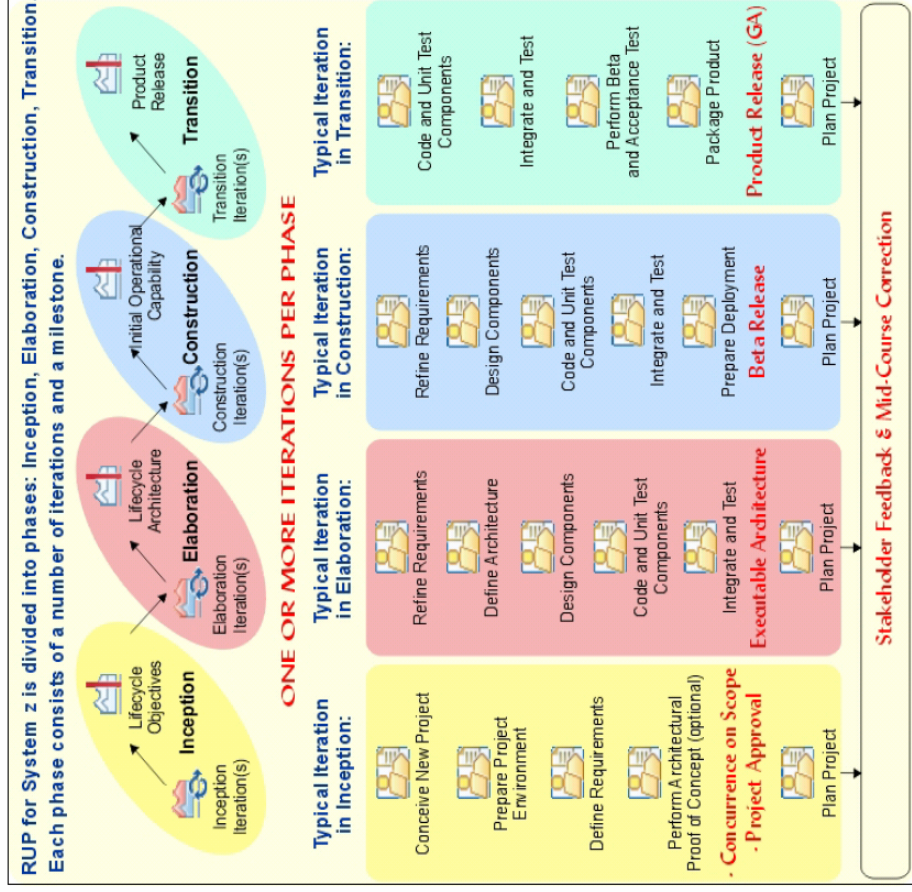 RUP for System z is divided into phases: Inception, Elaboration, Construction, Transition.
Each phase consists of a number of iterations and a milestone.
Inception
Iteration(s)
Lifecycle
Objectives
Inception
Elaboration
Iteration(s)
Lifecycle
Architecture
Elaboration
Construction
Iteration(s)
Initial Operational
Capability
Construction
Transition
Iteration(s)
Product
Release
Transition
ONE OR MORE ITERATIONS PER PHASE
Typical Iteration
in Inception:
Conceive New Project
Prepare Project
Environment
Define Requirements
Perform Architectural
Proof of Concept (optional)
- Concurrence on Scope
- Project Approval
Plan Project
Typical Iteration
in Elaboration:
Refine Requirements
Define Architecture
Design Components
Code and Unit Test
Components
Integrate and Test
Executable Architecture
Plan Project
Typical Iteration
in Construction:
Refine Requirements
Design Components
Code and Unit Test
Components
Integrate and Test
Prepare Deployment
Beta Release
Plan Project
Typical Iteration
in Transition:
Code and Unit Test
Components
Integrate and Test
Perform Beta
and Acceptance Test
Package Product
Product Release (GA)
Plan Project
Stakeholder Feedback & Mid-Course Correction